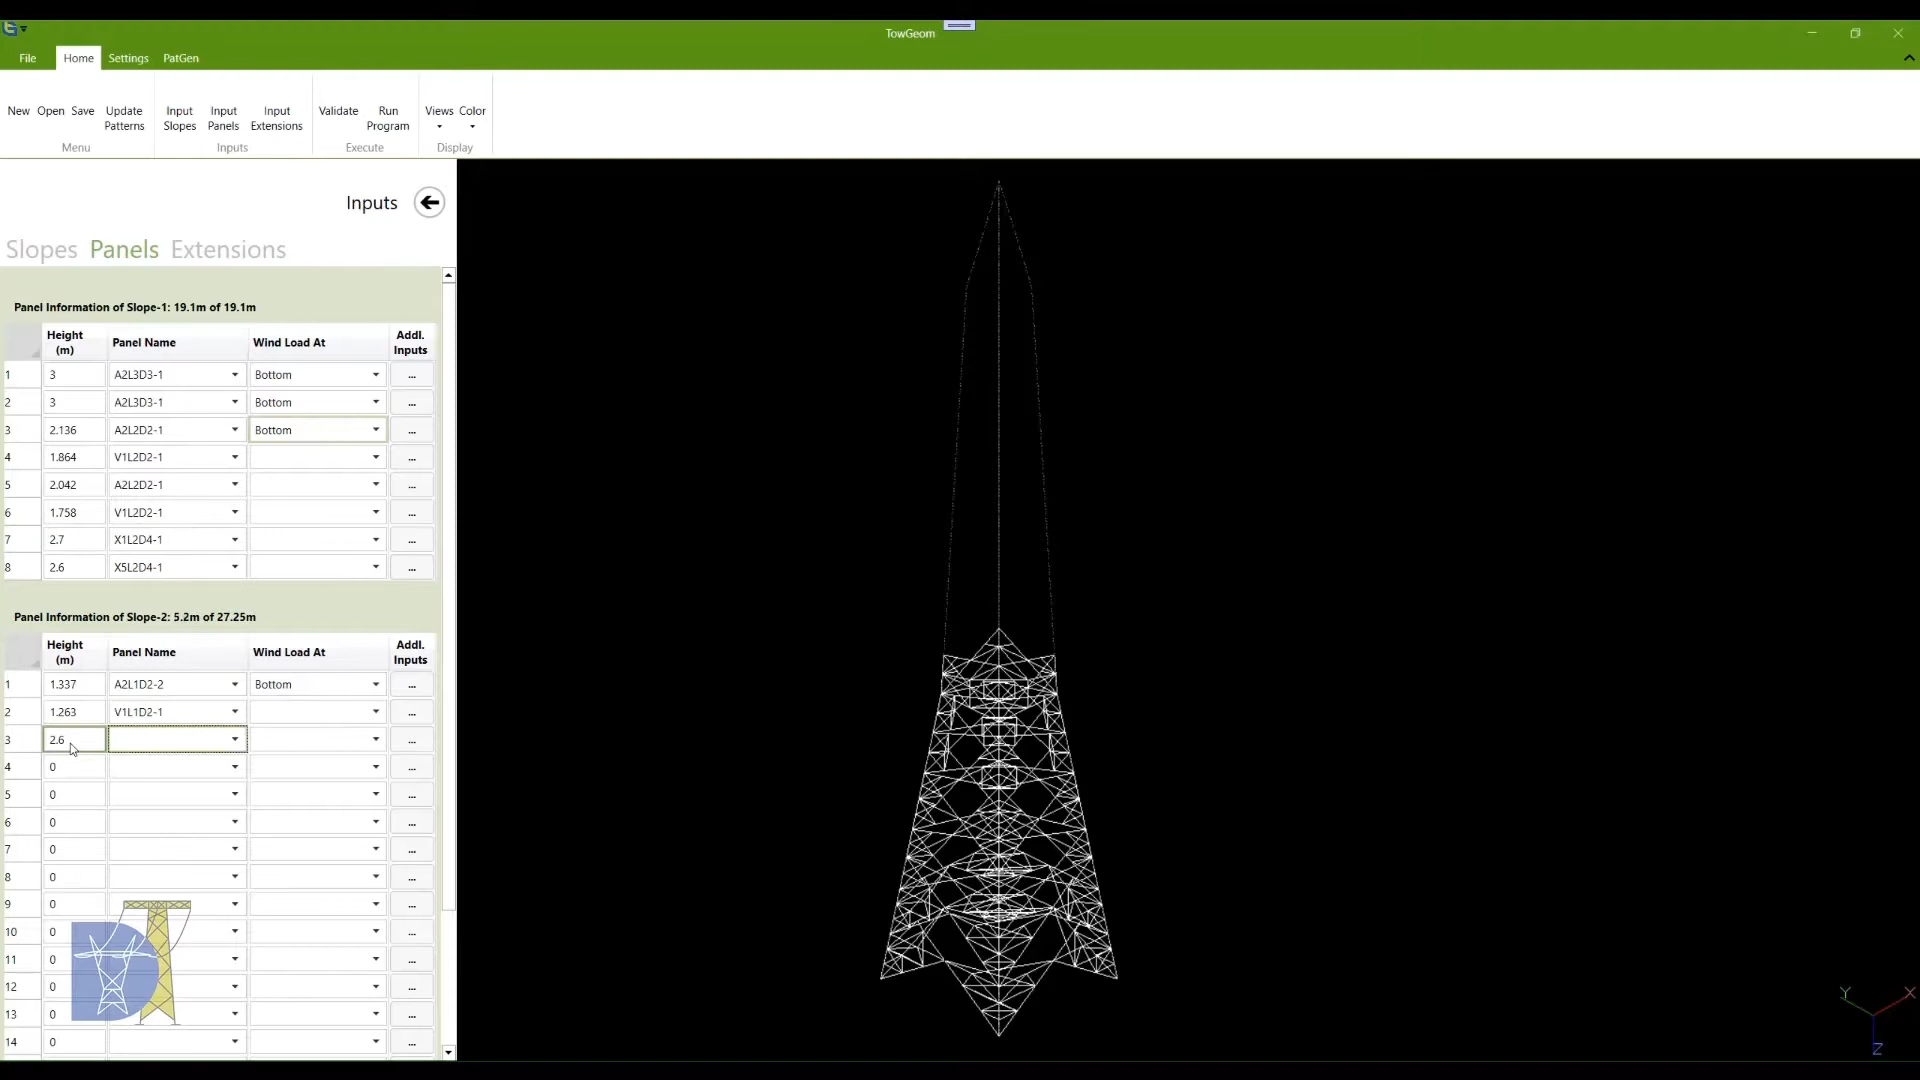 TowGeom
File Home Settings PatGen
New Open Save Update Patterns Input Slopes Input Panels Input Extensions Validate Run Program Views Color
Menu Inputs Execute Display
Inputs
Slopes Panels Extensions
Panel Information of Slope-1: 19.1m of 19.1m
Height (m) Panel Name Wind Load At Addl. Inputs
1 3 A2L3D3-1 Bottom ...
2 3 A2L3D3-1 Bottom ...
3 2.136 A2L2D2-1 Bottom ...
4 1.864 V1L2D2-1 ...
5 2.042 A2L2D2-1 ...
6 1.758 V1L2D2-1 ...
7 2.7 X1L2D4-1 ...
8 2.6 X5L2D4-1 ...
Panel Information of Slope-2: 5.2m of 27.25m
Height (m) Panel Name Wind Load At Addl. Inputs
1 1.337 A2L1D2-2 Bottom ...
2 1.263 V1L1D2-1 ...
3 2.6 ...
4 0 ...
5 0 ...
6 0 ...
7 0 ...
8 0 ...
9 0 ...
10 0 ...
11 0 ...
12 0 ...
13 0 ...
14 0 ...
Y X
Z